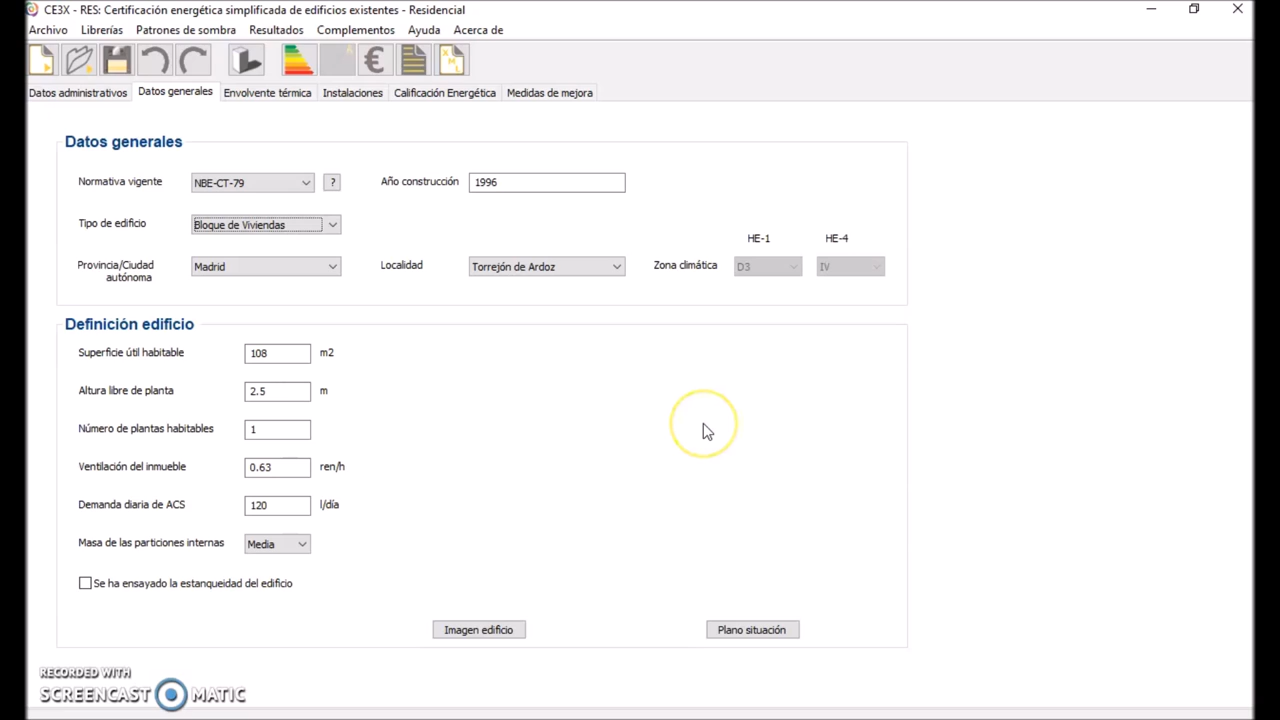 CE3X - RES: Certificación energética simplificada de edificios existentes - Residencial
Archivo Librerías Patrones de sombra Resultados Complementos Ayuda Acerca de
€ XML
Datos administrativos Datos generales Envolvente térmica Instalaciones Calificación Energética Medidas de mejora
Datos generales
Normativa vigente NBE-CT-79 ? Año construcción 1996
Tipo de edificio Bloque de Viviendas
HE-1 HE-4
Provincia/Ciudad autónoma Madrid Localidad Torrejón de Ardoz Zona climática D3 IV
Definición edificio
Superficie útil habitable 108 m2
Altura libre de planta 2.5 m
Número de plantas habitables 1
Ventilación del inmueble 0.63 ren/h
Demanda diaria de ACS 120 l/día
Masa de las particiones internas Media
Se ha ensayado la estanqueidad del edificio
Imagen edificio Plano situación
RECORDED WITH
SCREENCAST MATIC